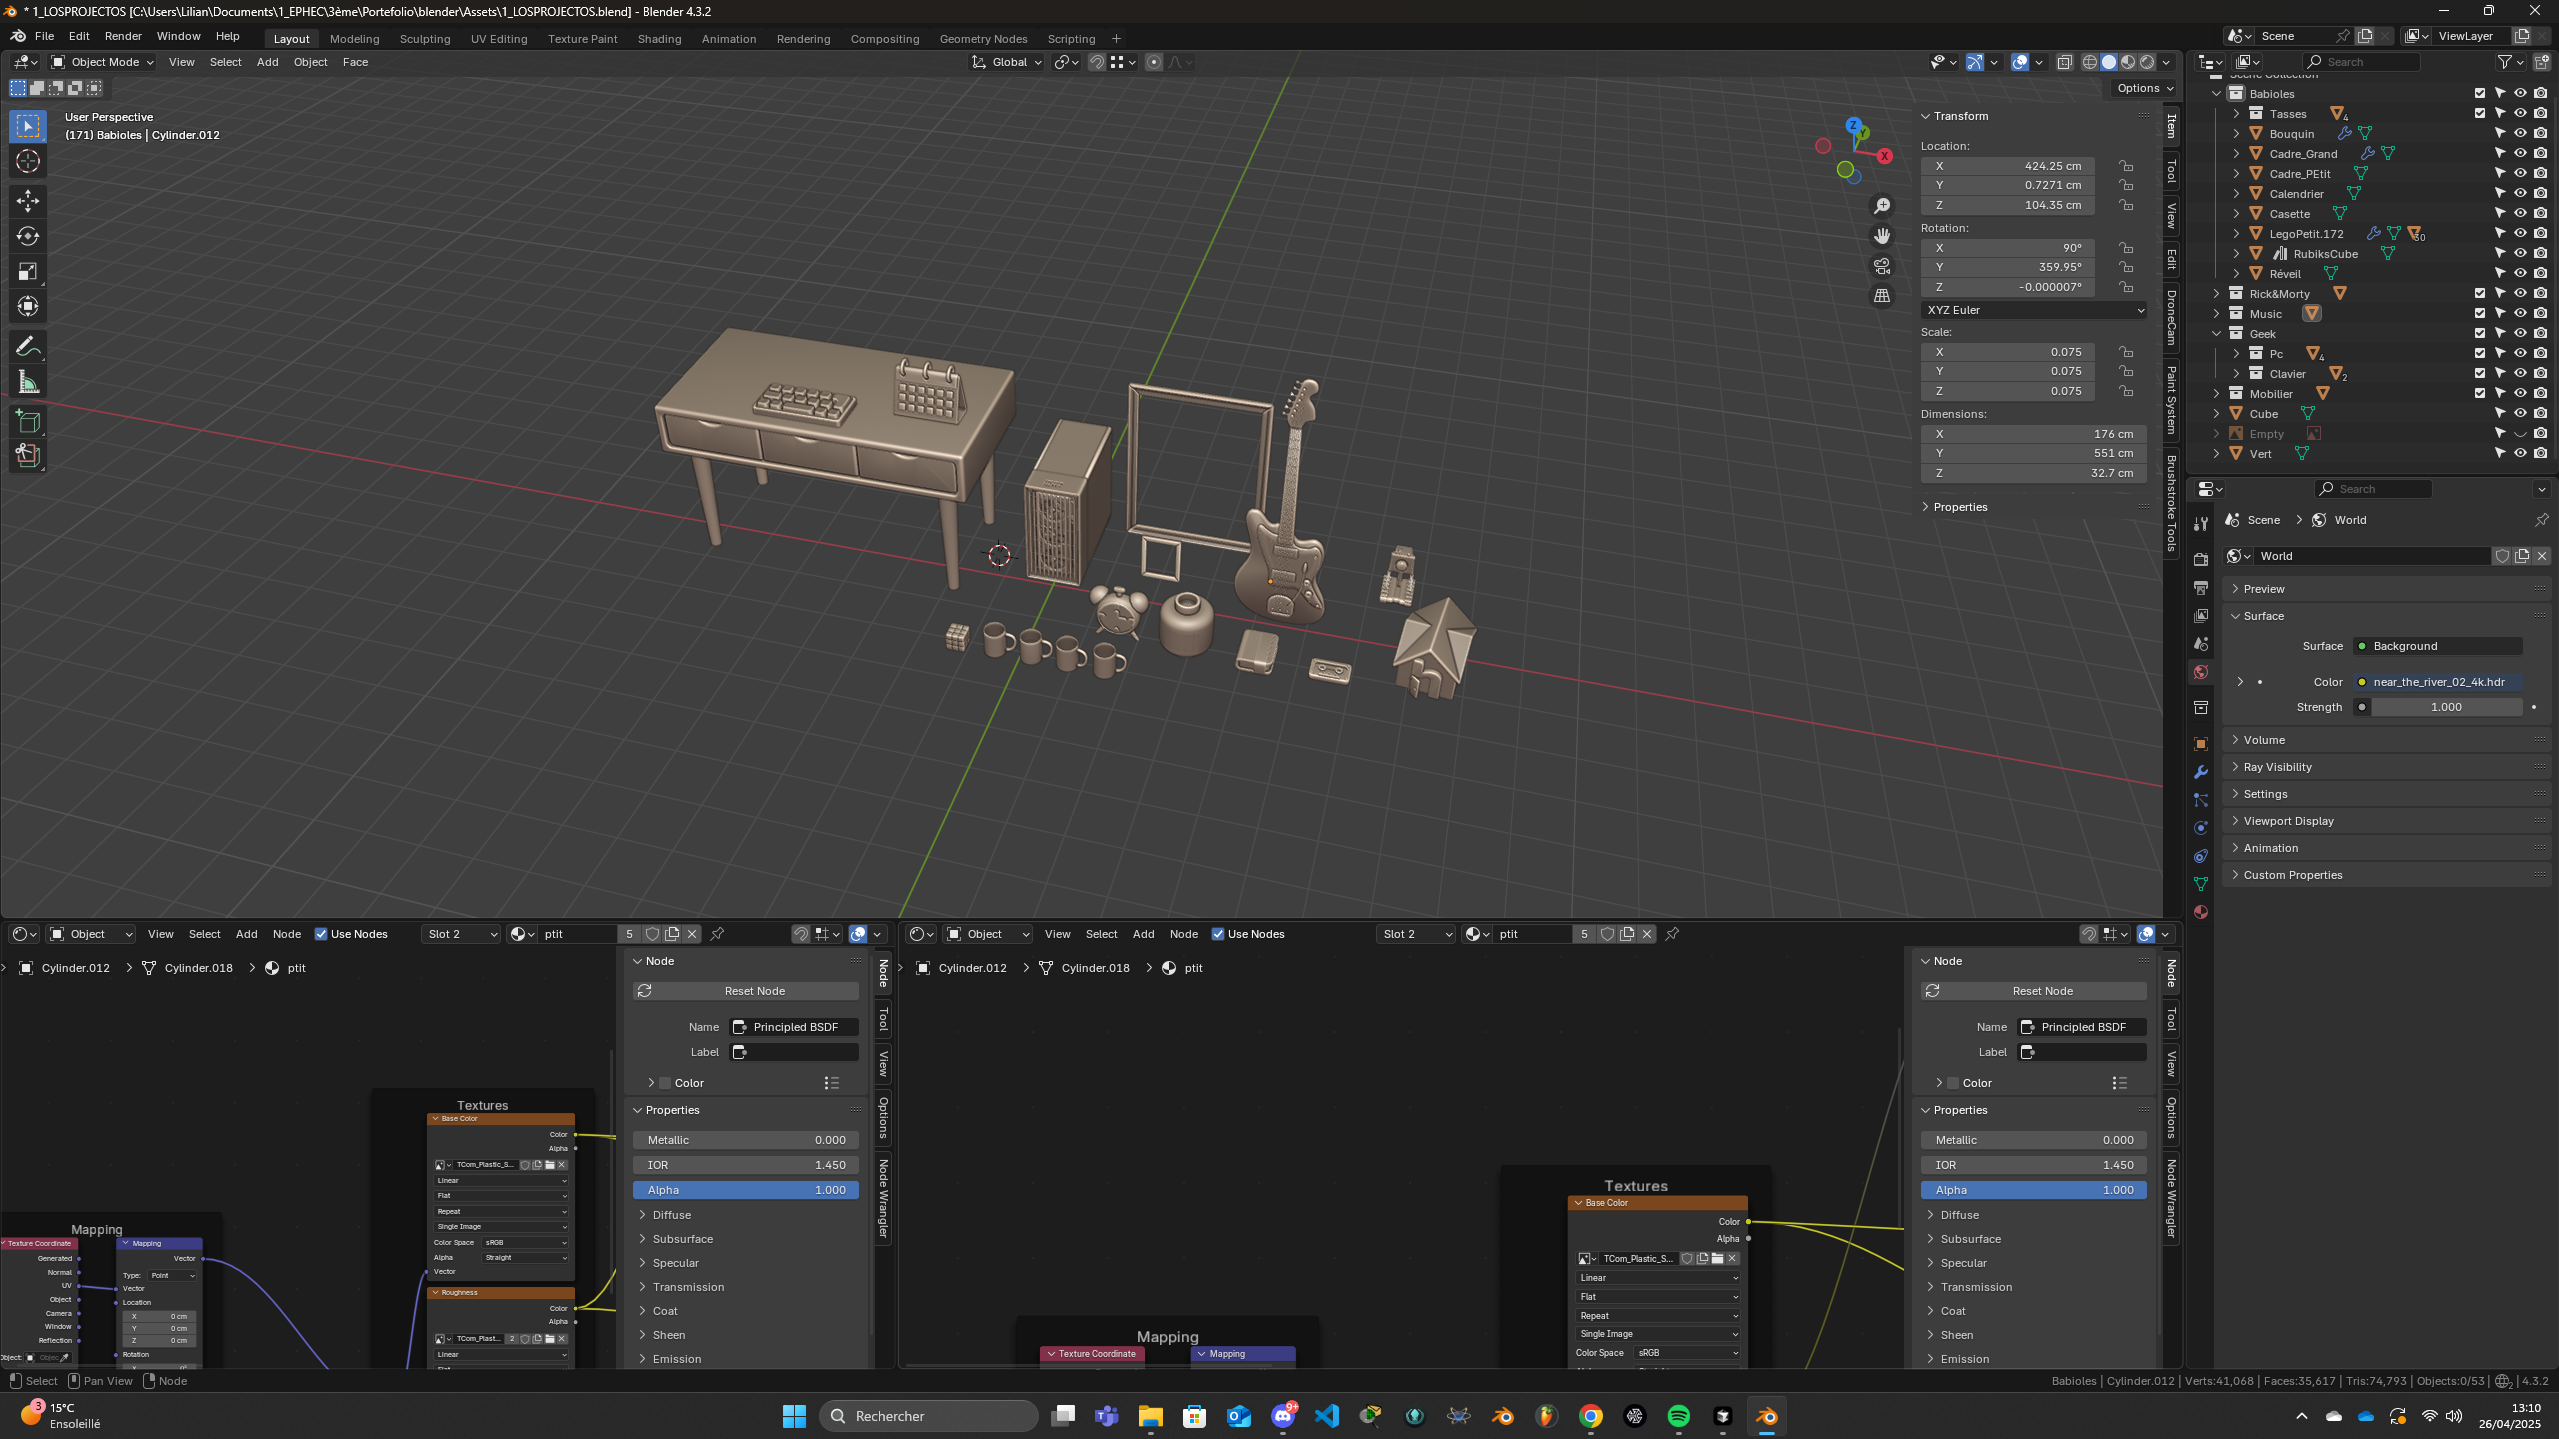 * 1_LOSPROJECTOS [C:\Users\Lilian\Documents\1_EPHEC\3ème\Portefolio\blender\Assets\1_LOSPROJECTOS.blend] - Blender 4.3.2
File Edit Render Window Help Layout Modeling Sculpting UV Editing Texture Paint Shading Animation Rendering Compositing Geometry Nodes Scripting Scene ViewLayer
Object Mode View Select Add Object Face Global Search
Options
User Perspective
(171) Babioles | Cylinder.012
Z
Y
X
Transform
Location:
X 424.25 cm
Y 0.7271 cm
Z 104.35 cm
Rotation:
X 90°
Y 359.95°
Z -0.000007°
XYZ Euler
Scale:
X 0.075
Y 0.075
Z 0.075
Dimensions:
X 176 cm
Y 551 cm
Z 32.7 cm
Properties
Item
Tool
View
Edit
DroneCam
Paint System
Brushstroke Tools
Scene Collection
Babioles
Tasses 4
Bouquin
Cadre_Grand
Cadre_PEtit
Calendrier
Casette
LegoPetit.172 30
RubiksCube
Réveil
Rick&Morty
Music
Geek
Pc 4
Clavier 2
Mobilier
Cube
Empty
Vert
Search
Scene World
World
Preview
Surface
Surface Background
Color near_the_river_02_4k.hdr
Strength 1.000
Volume
Ray Visibility
Settings
Viewport Display
Animation
Custom Properties
Object View Select Add Node Use Nodes Slot 2 ptit 5
Cylinder.012 Cylinder.018 ptit
Mapping
Texture Coordinate
Generated
Normal
UV
Object
Camera
Window
Reflection
Mapping
Vector
Type: Point
Vector
Location
X 0 cm
Y 0 cm
Z 0 cm
Rotation
Textures
Base Color
Color
Alpha
TCom_Plastic_S...
Linear
Flat
Repeat
Single Image
Color Space sRGB
Alpha Straight
Vector
Roughness
Color
Alpha
TCom_Plast... 2
Linear
Node
Reset Node
Name Principled BSDF
Label
Color
Properties
Metallic 0.000
IOR 1.450
Alpha 1.000
Diffuse
Subsurface
Specular
Transmission
Coat
Sheen
Emission
Node
Tool
View
Options
Node Wrangler
Object View Select Add Node Use Nodes Slot 2 ptit 5
Cylinder.012 Cylinder.018 ptit
Mapping
Texture Coordinate
Mapping
Textures
Base Color
Color
Alpha
TCom_Plastic_S...
Linear
Flat
Repeat
Single Image
Color Space sRGB
Node
Reset Node
Name Principled BSDF
Label
Color
Properties
Metallic 0.000
IOR 1.450
Alpha 1.000
Diffuse
Subsurface
Specular
Transmission
Coat
Sheen
Emission
Node
Tool
View
Options
Node Wrangler
Select Pan View Node
Babioles | Cylinder.012 | Verts:41,068 | Faces:35,617 | Tris:74,793 | Objects:0/53 | 2 | 4.3.2
3
15°C
Ensoleillé
Rechercher
9+
13:10
26/04/2025